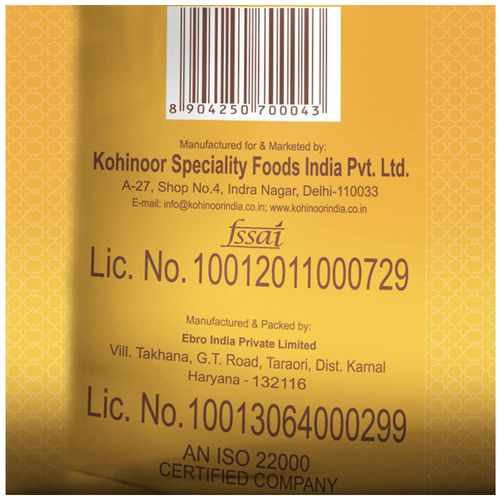 8 904250 700043
Manufactured for & Marketed by:
Kohinoor Speciality Foods India Pvt. Ltd.
A-27, Shop No.4, Indra Nagar, Delhi-110033
E-mail: info@kohinoorindia.co.in; www.kohinoorindia.co.in
fssai
Lic. No. 10012011000729
Manufactured & Packed by:
Ebro India Private Limited
Vill. Takhana, G.T. Road, Taraori, Dist. Karnal
Haryana - 132116
Lic. No. 10013064000299
AN ISO 22000
CERTIFIED COMPANY